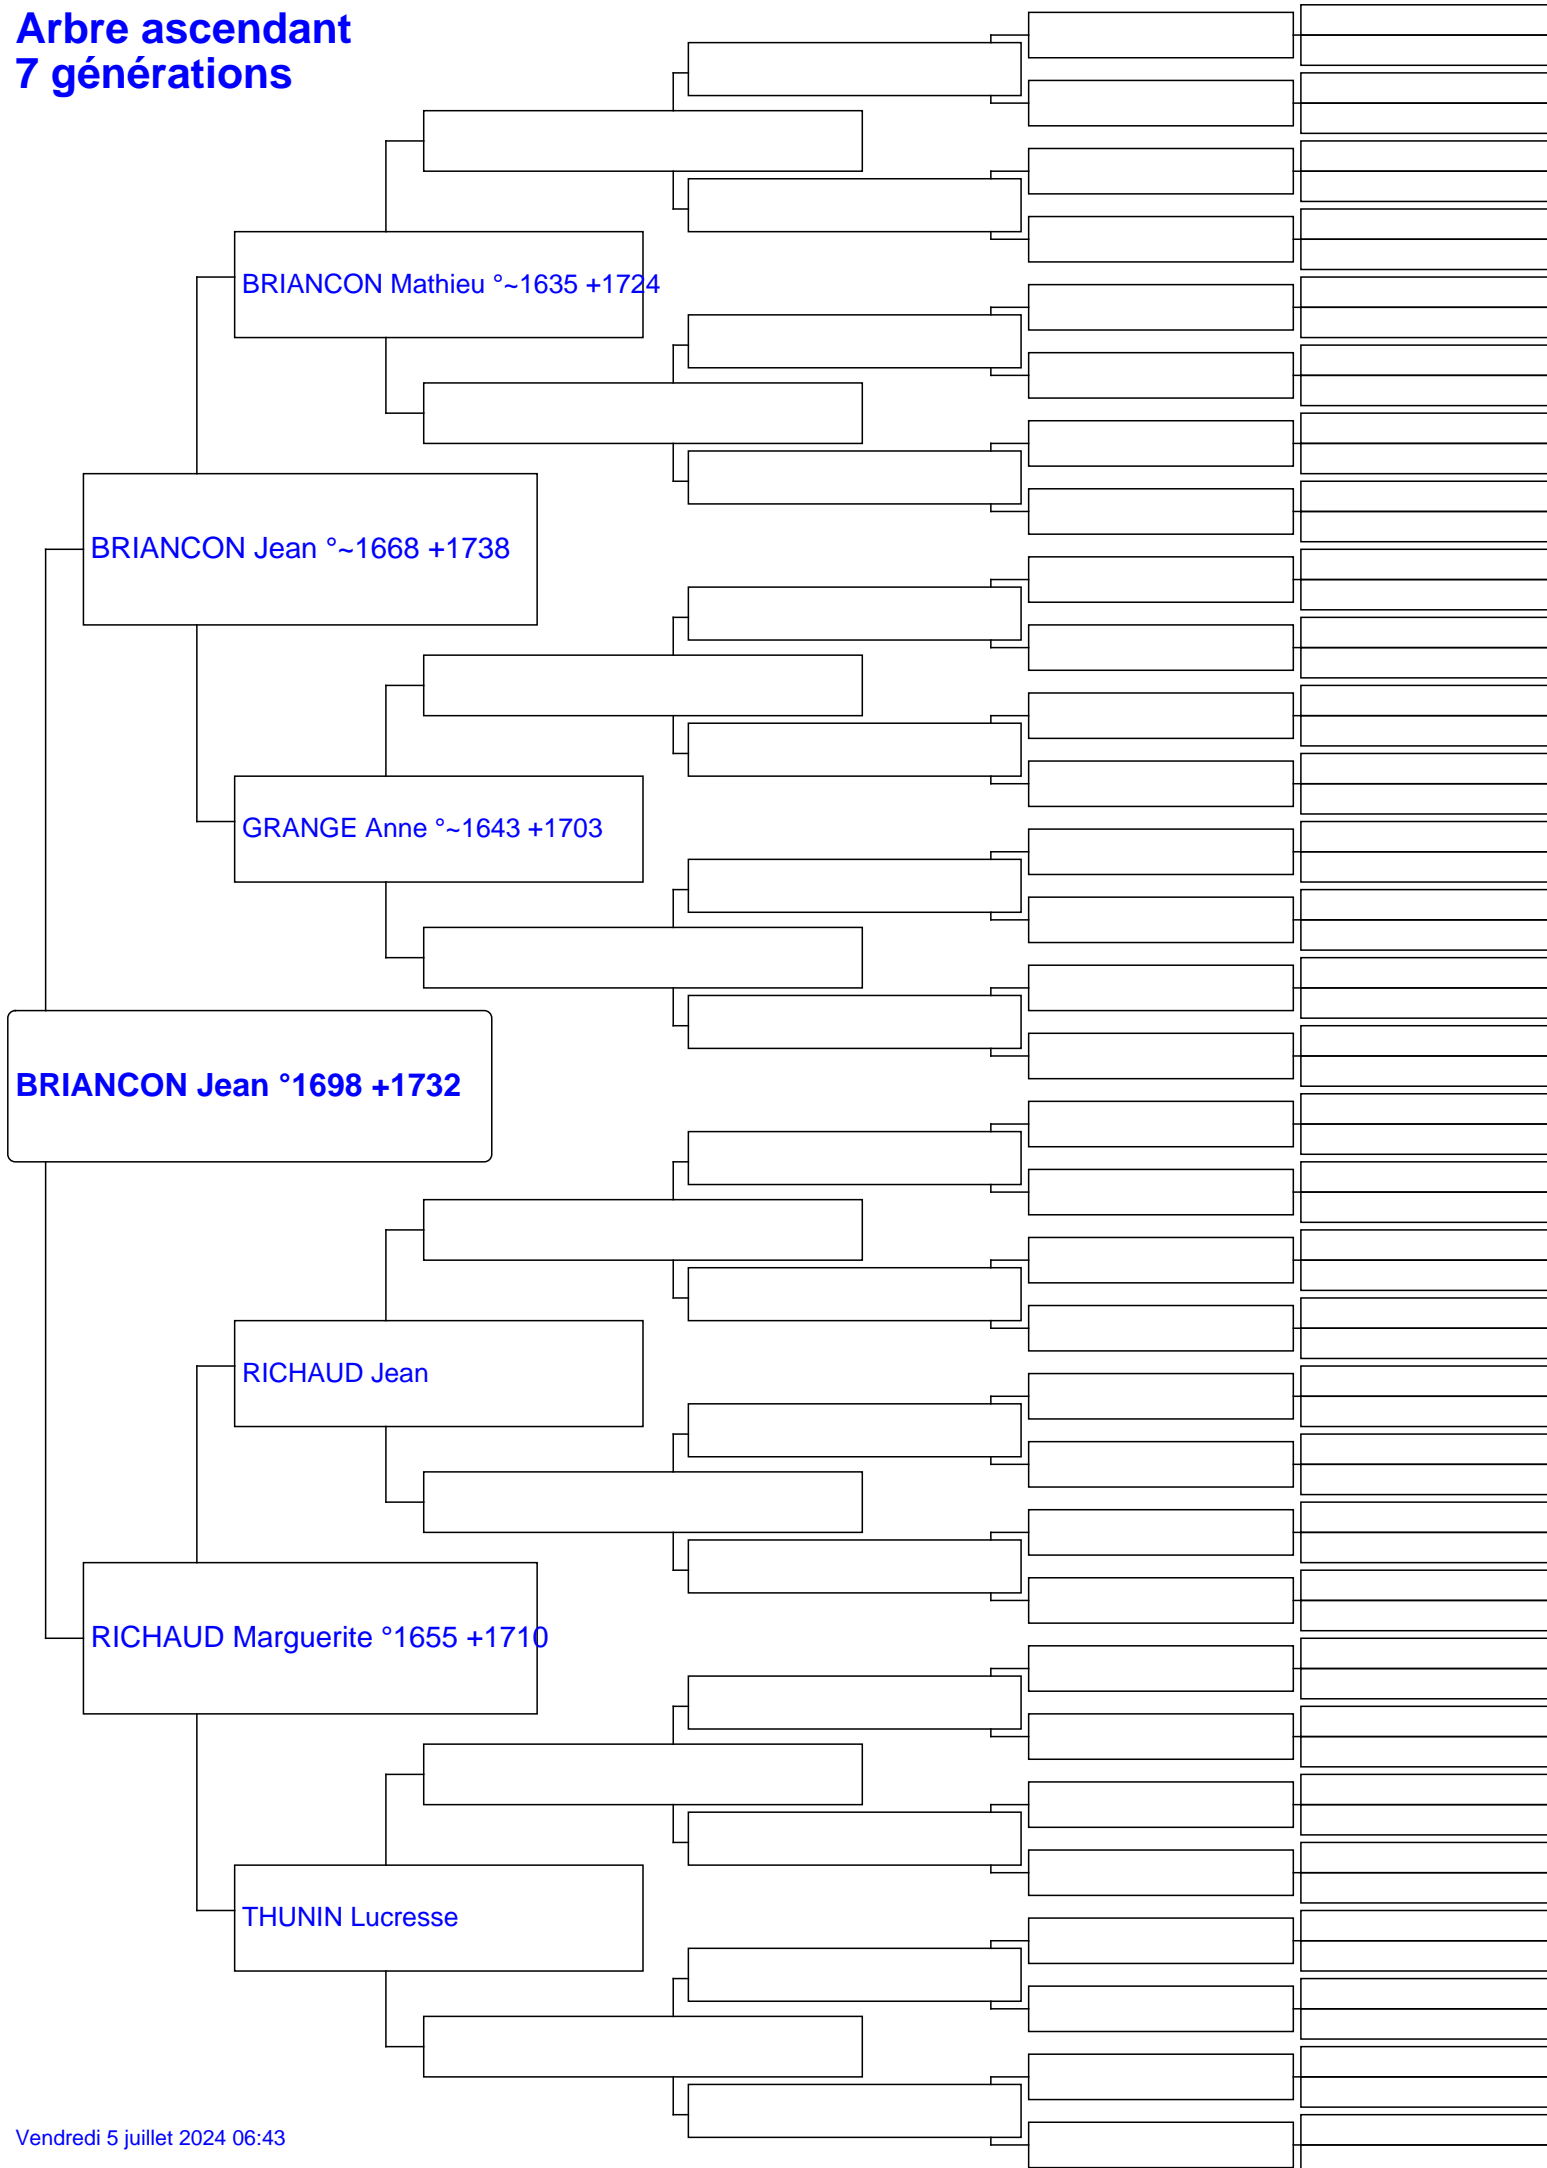 Arbre ascendant
7 générations
BRIANCON Mathieu °~1635 +1724
BRIANCON Jean °~1668 +1738
GRANGE Anne °~1643 +1703
BRIANCON Jean °1698 +1732
RICHAUD Jean
RICHAUD Marguerite °1655 +1710
THUNIN Lucresse
Vendredi 5 juillet 2024 06:43